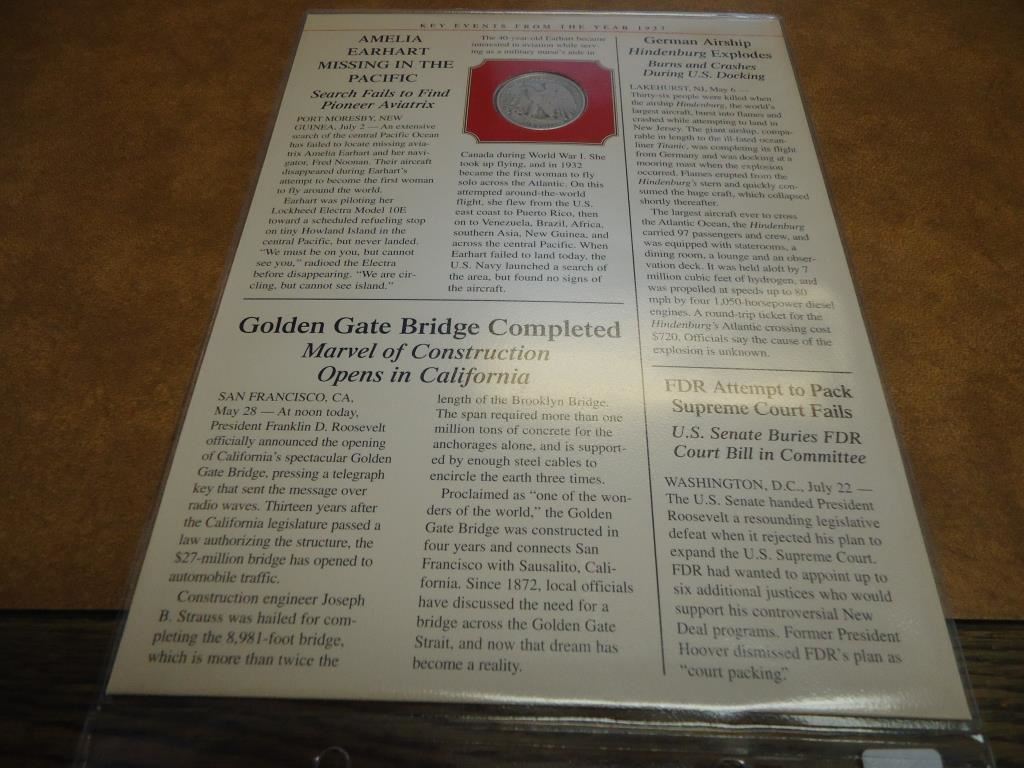 KEY EVENTS FROM THE YEAR 1937
AMELIA
EARHART
MISSING IN THE
PACIFIC
Search Fails to Find
Pioneer Aviatrix
PORT MORESBY, NEW
GUINEA, July 2 — An extensive
search of the central Pacific Ocean
has failed to locate missing avia-
trix Amelia Earhart and her navi-
gator, Fred Noonan. Their aircraft
disappeared during Earhart's
attempt to become the first woman
to fly around the world.
Earhart was piloting her
Lockheed Electra Model 10E
toward a scheduled refueling stop
on tiny Howland Island in the
central Pacific, but never landed.
"We must be on you, but cannot
see you," radioed the Electra
before disappearing. "We are cir-
cling, but cannot see island."
The 40-year-old Earhart became
interested in aviation while serv-
ing as a military nurse's aide in
Canada during World War I. She
took up flying, and in 1932
became the first woman to fly
solo across the Atlantic. On this
attempted around-the-world
flight, she flew from the U.S.
east coast to Puerto Rico, then
on to Venezuela, Brazil, Africa,
southern Asia, New Guinea, and
across the central Pacific. When
Earhart failed to land today, the
U.S. Navy launched a search of
the area, but found no signs of
the aircraft.
German Airship
Hindenburg Explodes
Burns and Crashes
During U.S. Docking
LAKEHURST, NJ, May 6 —
Thirty-six people were killed when
the airship Hindenburg, the world's
largest aircraft, burst into flames and
crashed while attempting to land in
New Jersey. The giant airship, compa-
rable in length to the ill-fated ocean-
liner Titanic, was completing its flight
from Germany and was docking at a
mooring mast when the explosion
occurred. Flames erupted from the
Hindenburg's stern and quickly con-
sumed the huge craft, which collapsed
shortly thereafter.
The largest aircraft ever to cross
the Atlantic Ocean, the Hindenburg
carried 97 passengers and crew, and
was equipped with staterooms, a
dining room, a lounge and an obser-
vation deck. It was held aloft by 7
million cubic feet of hydrogen, and
was propelled at speeds up to 80
mph by four 1,050-horsepower diesel
engines. A round-trip ticket for the
Hindenburg's Atlantic crossing cost
$720. Officials say the cause of the
explosion is unknown.
Golden Gate Bridge Completed
Marvel of Construction
Opens in California
SAN FRANCISCO, CA,
May 28 — At noon today,
President Franklin D. Roosevelt
officially announced the opening
of California's spectacular Golden
Gate Bridge, pressing a telegraph
key that sent the message over
radio waves. Thirteen years after
the California legislature passed a
law authorizing the structure, the
$27-million bridge has opened to
automobile traffic.
Construction engineer Joseph
B. Strauss was hailed for com-
pleting the 8,981-foot bridge,
which is more than twice the
length of the Brooklyn Bridge.
The span required more than one
million tons of concrete for the
anchorages alone, and is support-
ed by enough steel cables to
encircle the earth three times.
Proclaimed as "one of the won-
ders of the world," the Golden
Gate Bridge was constructed in
four years and connects San
Francisco with Sausalito, Cali-
fornia. Since 1872, local officials
have discussed the need for a
bridge across the Golden Gate
Strait, and now that dream has
become a reality.
FDR Attempt to Pack
Supreme Court Fails
U.S. Senate Buries FDR
Court Bill in Committee
WASHINGTON, D.C., July 22 —
The U.S. Senate handed President
Roosevelt a resounding legislative
defeat when it rejected his plan to
expand the U.S. Supreme Court.
FDR had wanted to appoint up to
six additional justices who would
support his controversial New
Deal programs. Former President
Hoover dismissed FDR's plan as
"court packing."